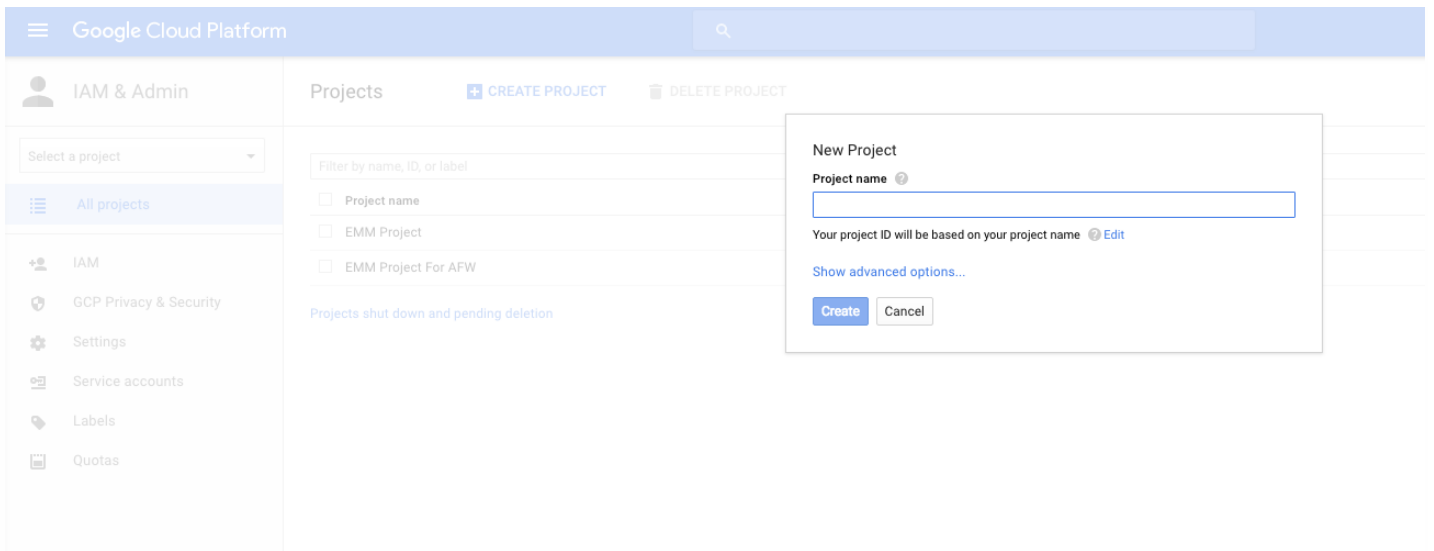 Google Cloud Platform
IAM & Admin
Projects
CREATE PROJECT
DELETE PROJECT
Select a project
All projects
IAM
GCP Privacy & Security
Settings
Service accounts
Labels
Quotas
Filter by name, ID, or label
Project name
EMM Project
EMM Project For AFW
Projects shut down and pending deletion
New Project
Project name ?
Your project ID will be based on your project name ? Edit
Show advanced options...
Create Cancel